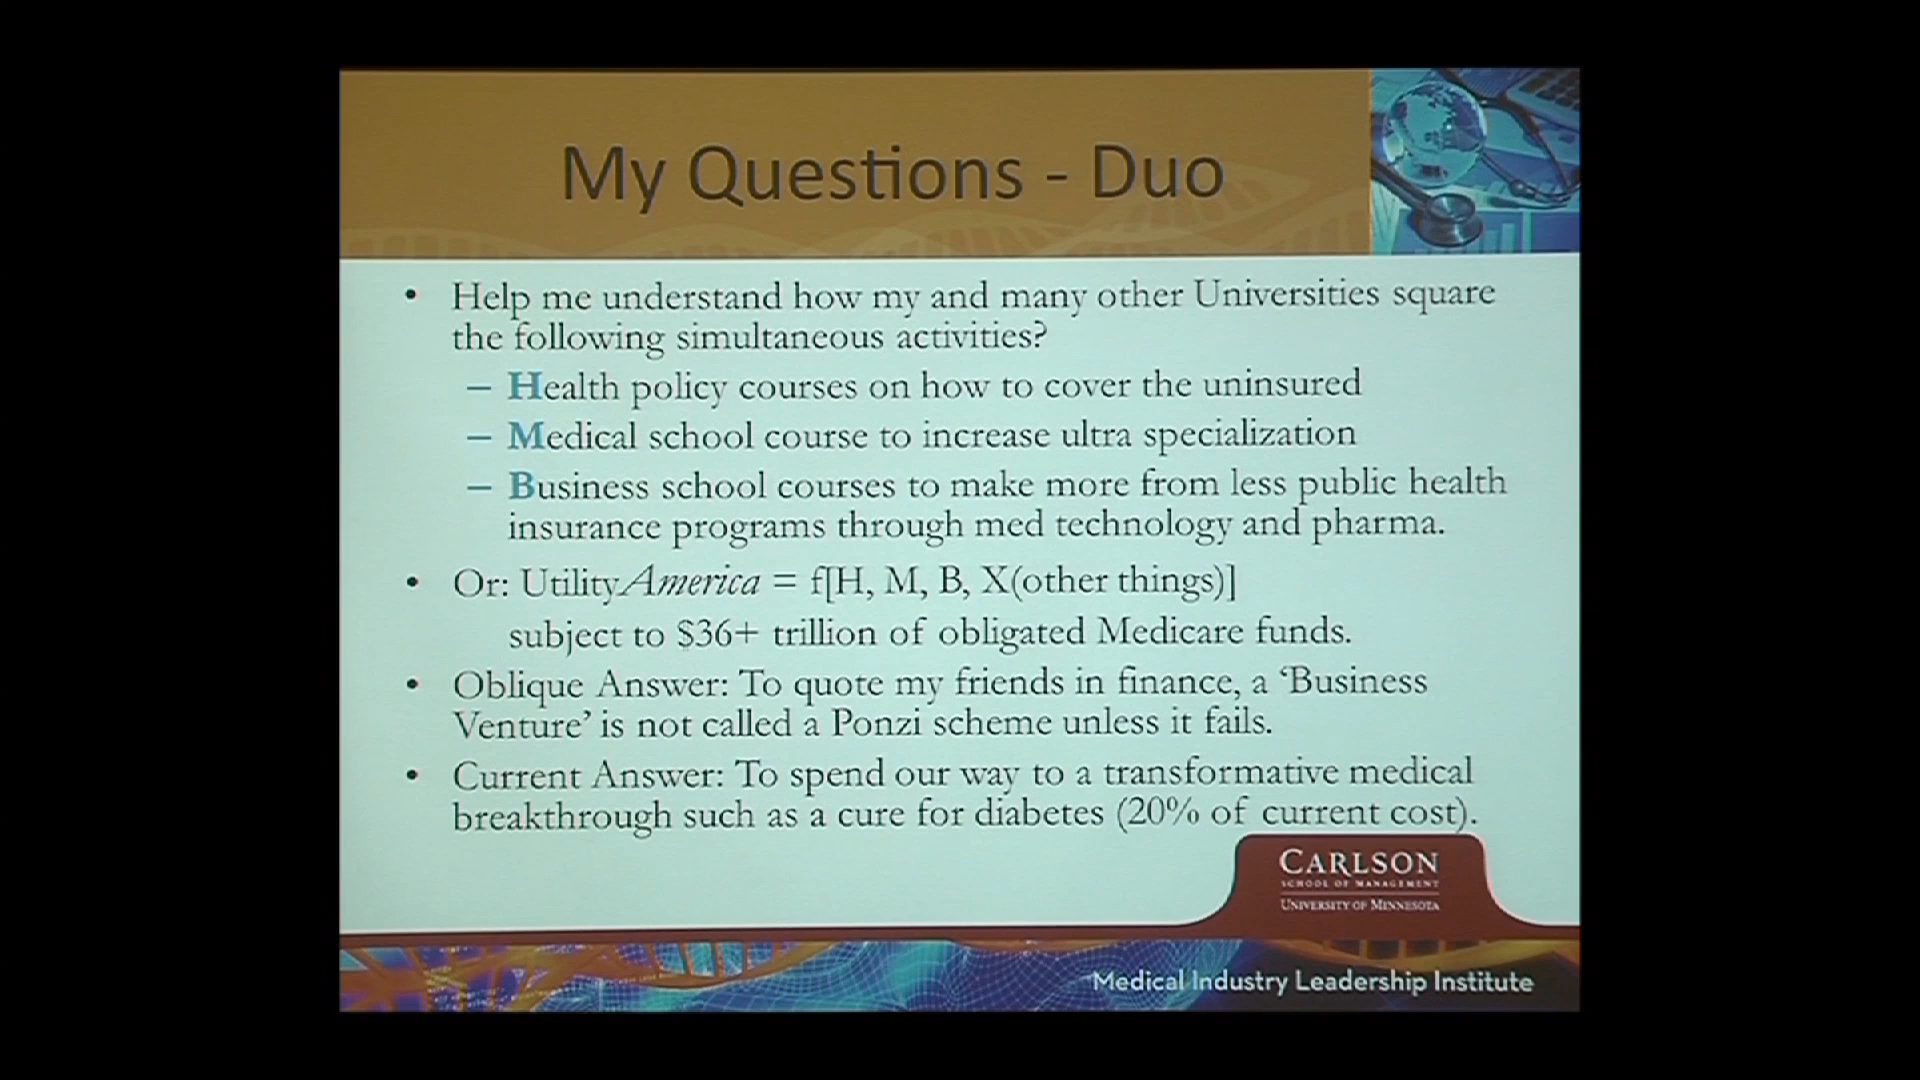 My Questions - Duo
• Help me understand how my and many other Universities square
the following simultaneous activities?
– Health policy courses on how to cover the uninsured
– Medical school course to increase ultra specialization
– Business school courses to make more from less public health
insurance programs through med technology and pharma.
• Or: UtilityAmerica = f[H, M, B, X(other things)]
subject to $36+ trillion of obligated Medicare funds.
• Oblique Answer: To quote my friends in finance, a ‘Business
Venture’ is not called a Ponzi scheme unless it fails.
• Current Answer: To spend our way to a transformative medical
breakthrough such as a cure for diabetes (20% of current cost).
CARLSON
SCHOOL OF MANAGEMENT
UNIVERSITY OF MINNESOTA
Medical Industry Leadership Institute